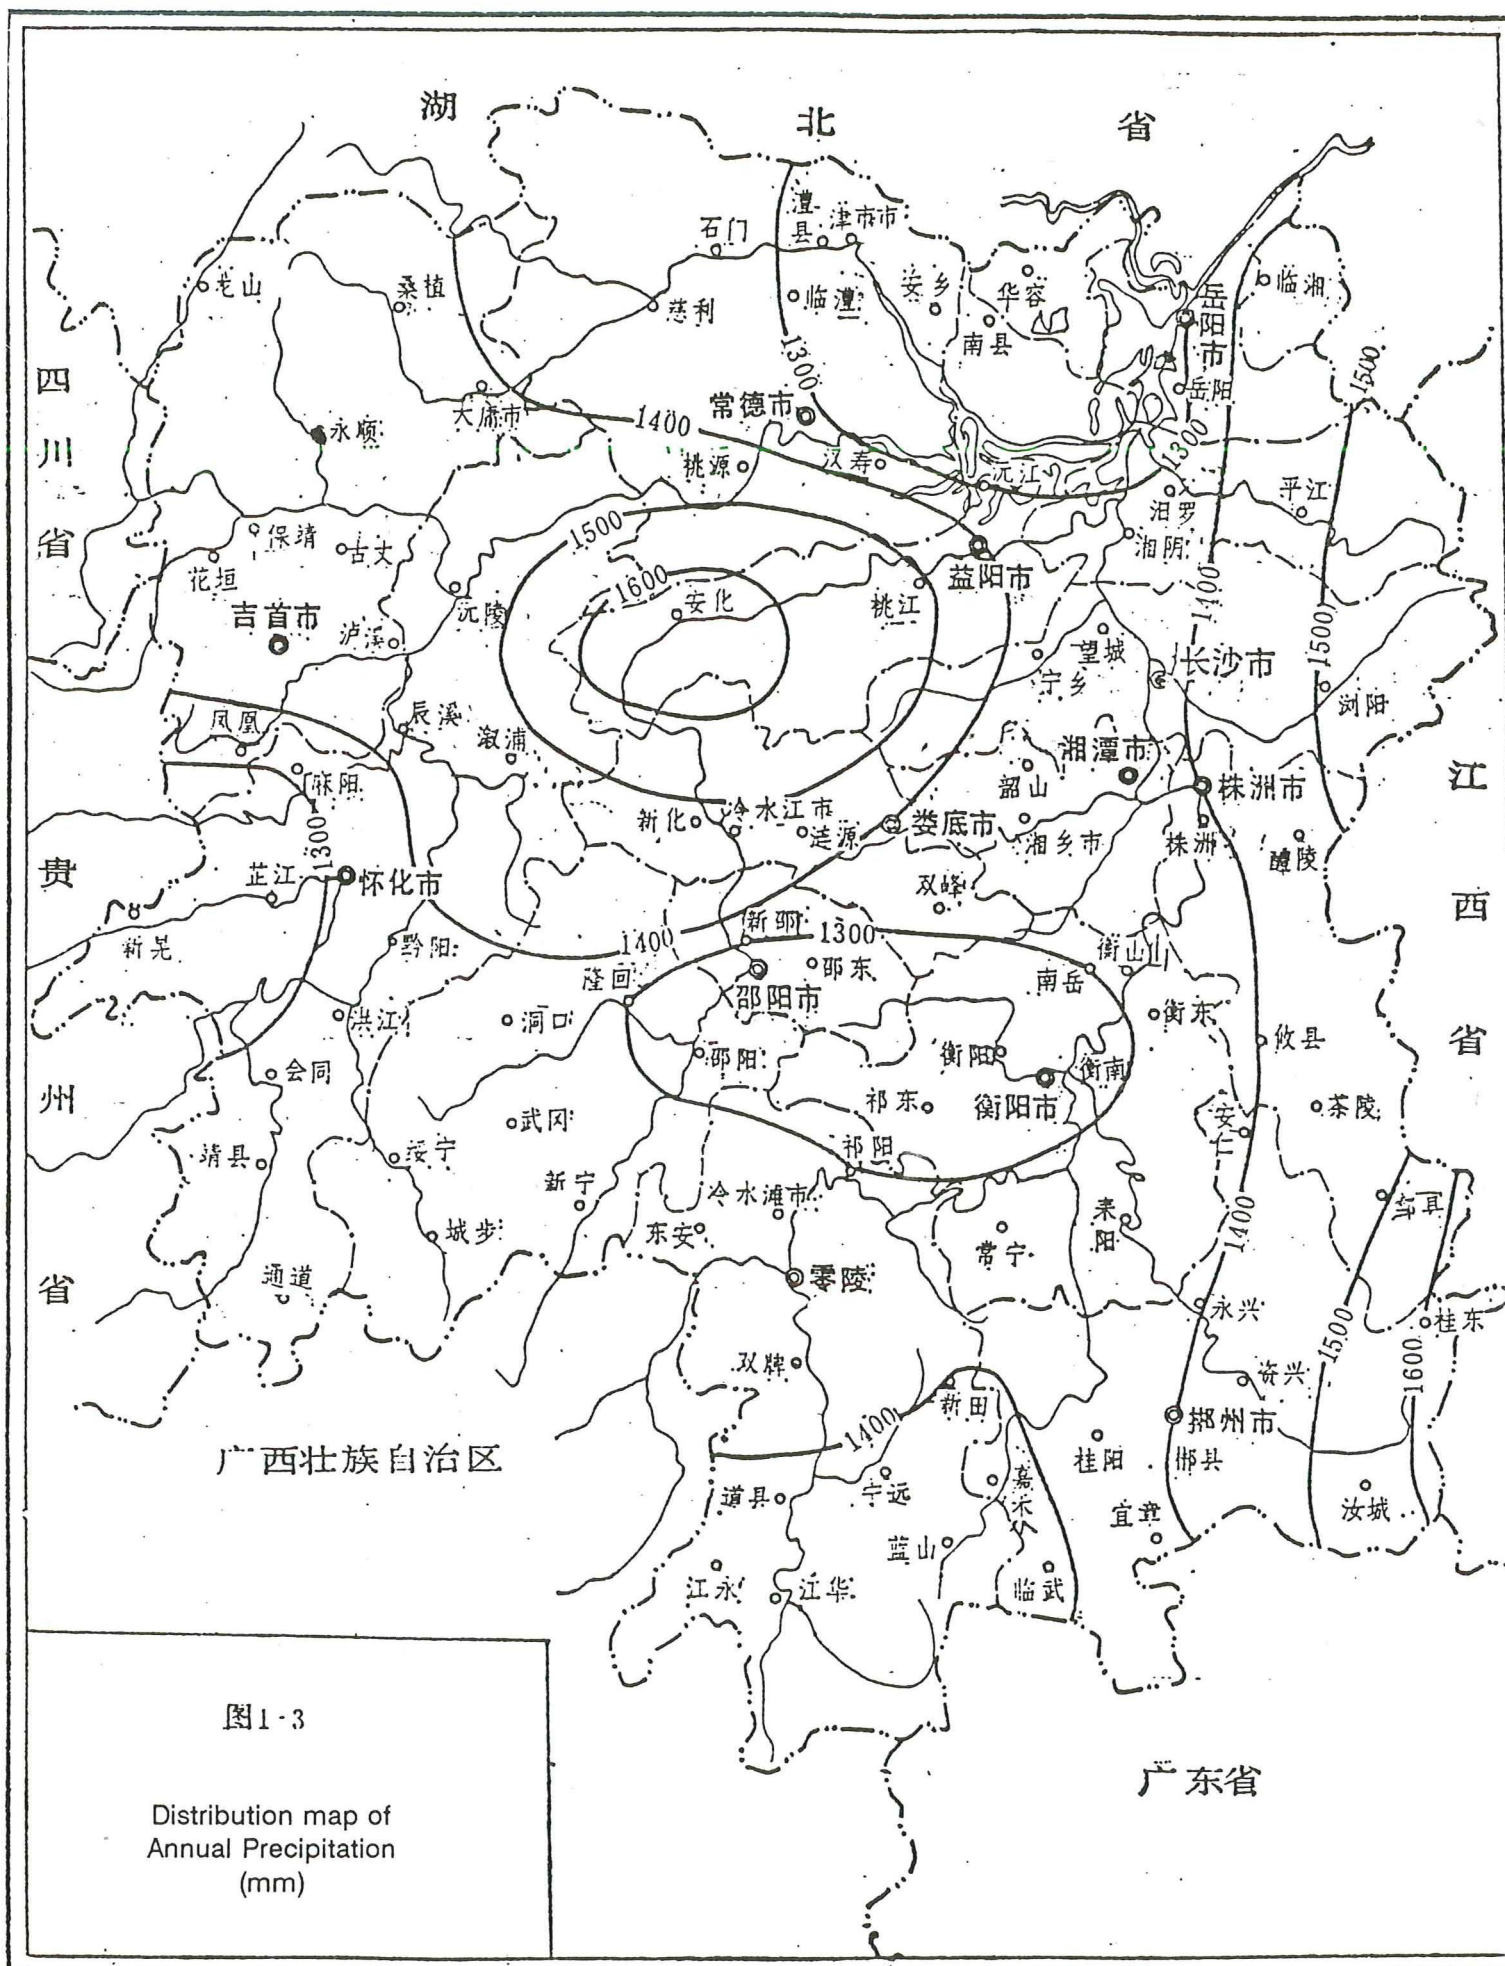 湖北省
澧县
津市市
石门
龙山
桑植
慈利
临澧
安乡
华容
南县
岳阳市
临湘
四川省
1300
1500
大庸市
常德市
岳阳
1400
永顺
桃源
汉寿
沅江
1300
平江
汨罗
湘阴
保靖
古丈
花垣
1500
1600
安化
益阳市
桃江
1400
吉首市
泸溪
沅陵
望城
宁乡
长沙市
1500
浏阳
凤凰
辰溪
溆浦
麻阳
湘潭市
韶山
株洲市
江西省
新化
冷水江市
涟源
娄底市
湘乡市
株洲
醴陵
贵州省
1300
芷江
怀化市
双峰
新晃
黔阳
1400
新邵
1300
邵东
衡山
南岳
隆回
邵阳市
洪江
洞口
衡东
攸县
会同
邵阳
衡阳
衡南
祁东
衡阳市
安仁
茶陵
武冈
祁阳
靖县
绥宁
新宁
冷水滩市
东安
耒阳
1400
城步
常宁
通道
零陵
永兴
桂东
1500
1600
双牌
资兴
新田
1400
郴州市
广西壮族自治区
桂阳
郴县
道县
宁远
嘉禾
宜章
汝城
蓝山
江永
江华
临武
图1-3
Distribution map of
Annual Precipitation
(mm)
广东省